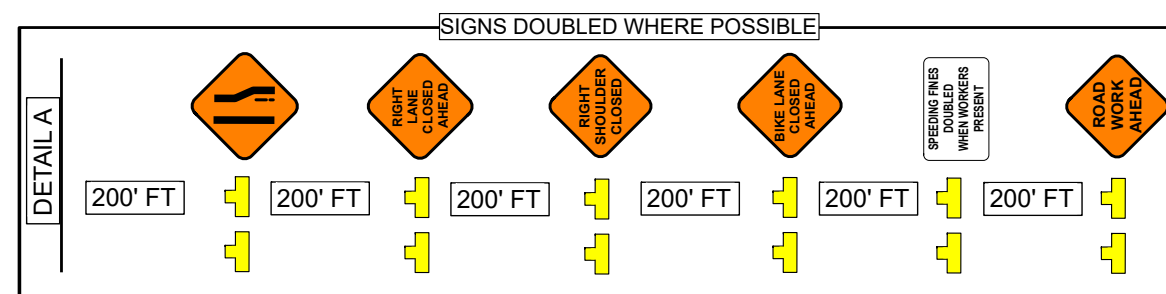 SIGNS DOUBLED WHERE POSSIBLE
DETAIL A
RIGHT
LANE
CLOSED
AHEAD
RIGHT
SHOULDER
CLOSED
BIKE LANE
CLOSED
AHEAD
SPEEDING FINES
DOUBLED
WHEN WORKERS
PRESENT
ROAD
WORK
AHEAD
200' FT
200' FT
200' FT
200' FT
200' FT
200' FT